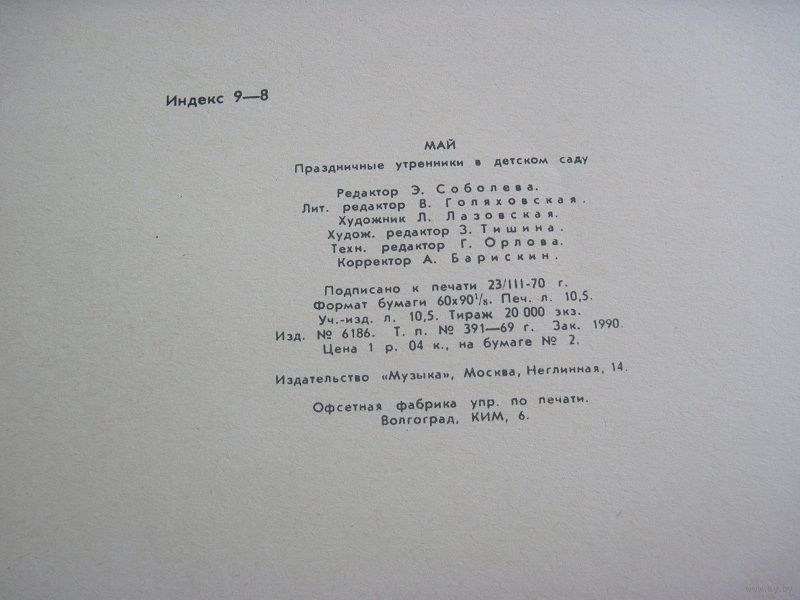 Индекс 9—8
МАЙ
Праздничные утренники в детском саду
Редактор Э. Соболева.
Лит. редактор В. Голяховская.
Художник Л. Лазовская.
Худож. редактор З. Тишина.
Техн. редактор Г. Орлова.
Корректор А. Барискин.
Подписано к печати 23/III-70 г.
Формат бумаги 60х90¹/₈. Печ. л. 10,5.
Уч.-изд. л. 10,5. Тираж 20 000 экз.
Изд. № 6186. Т. п. № 391—69 г. Зак. 1990.
Цена 1 р. 04 к., на бумаге № 2.
Издательство «Музыка», Москва, Неглинная, 14.
Офсетная фабрика упр. по печати.
Волгоград, КИМ, 6.
www.ay.by